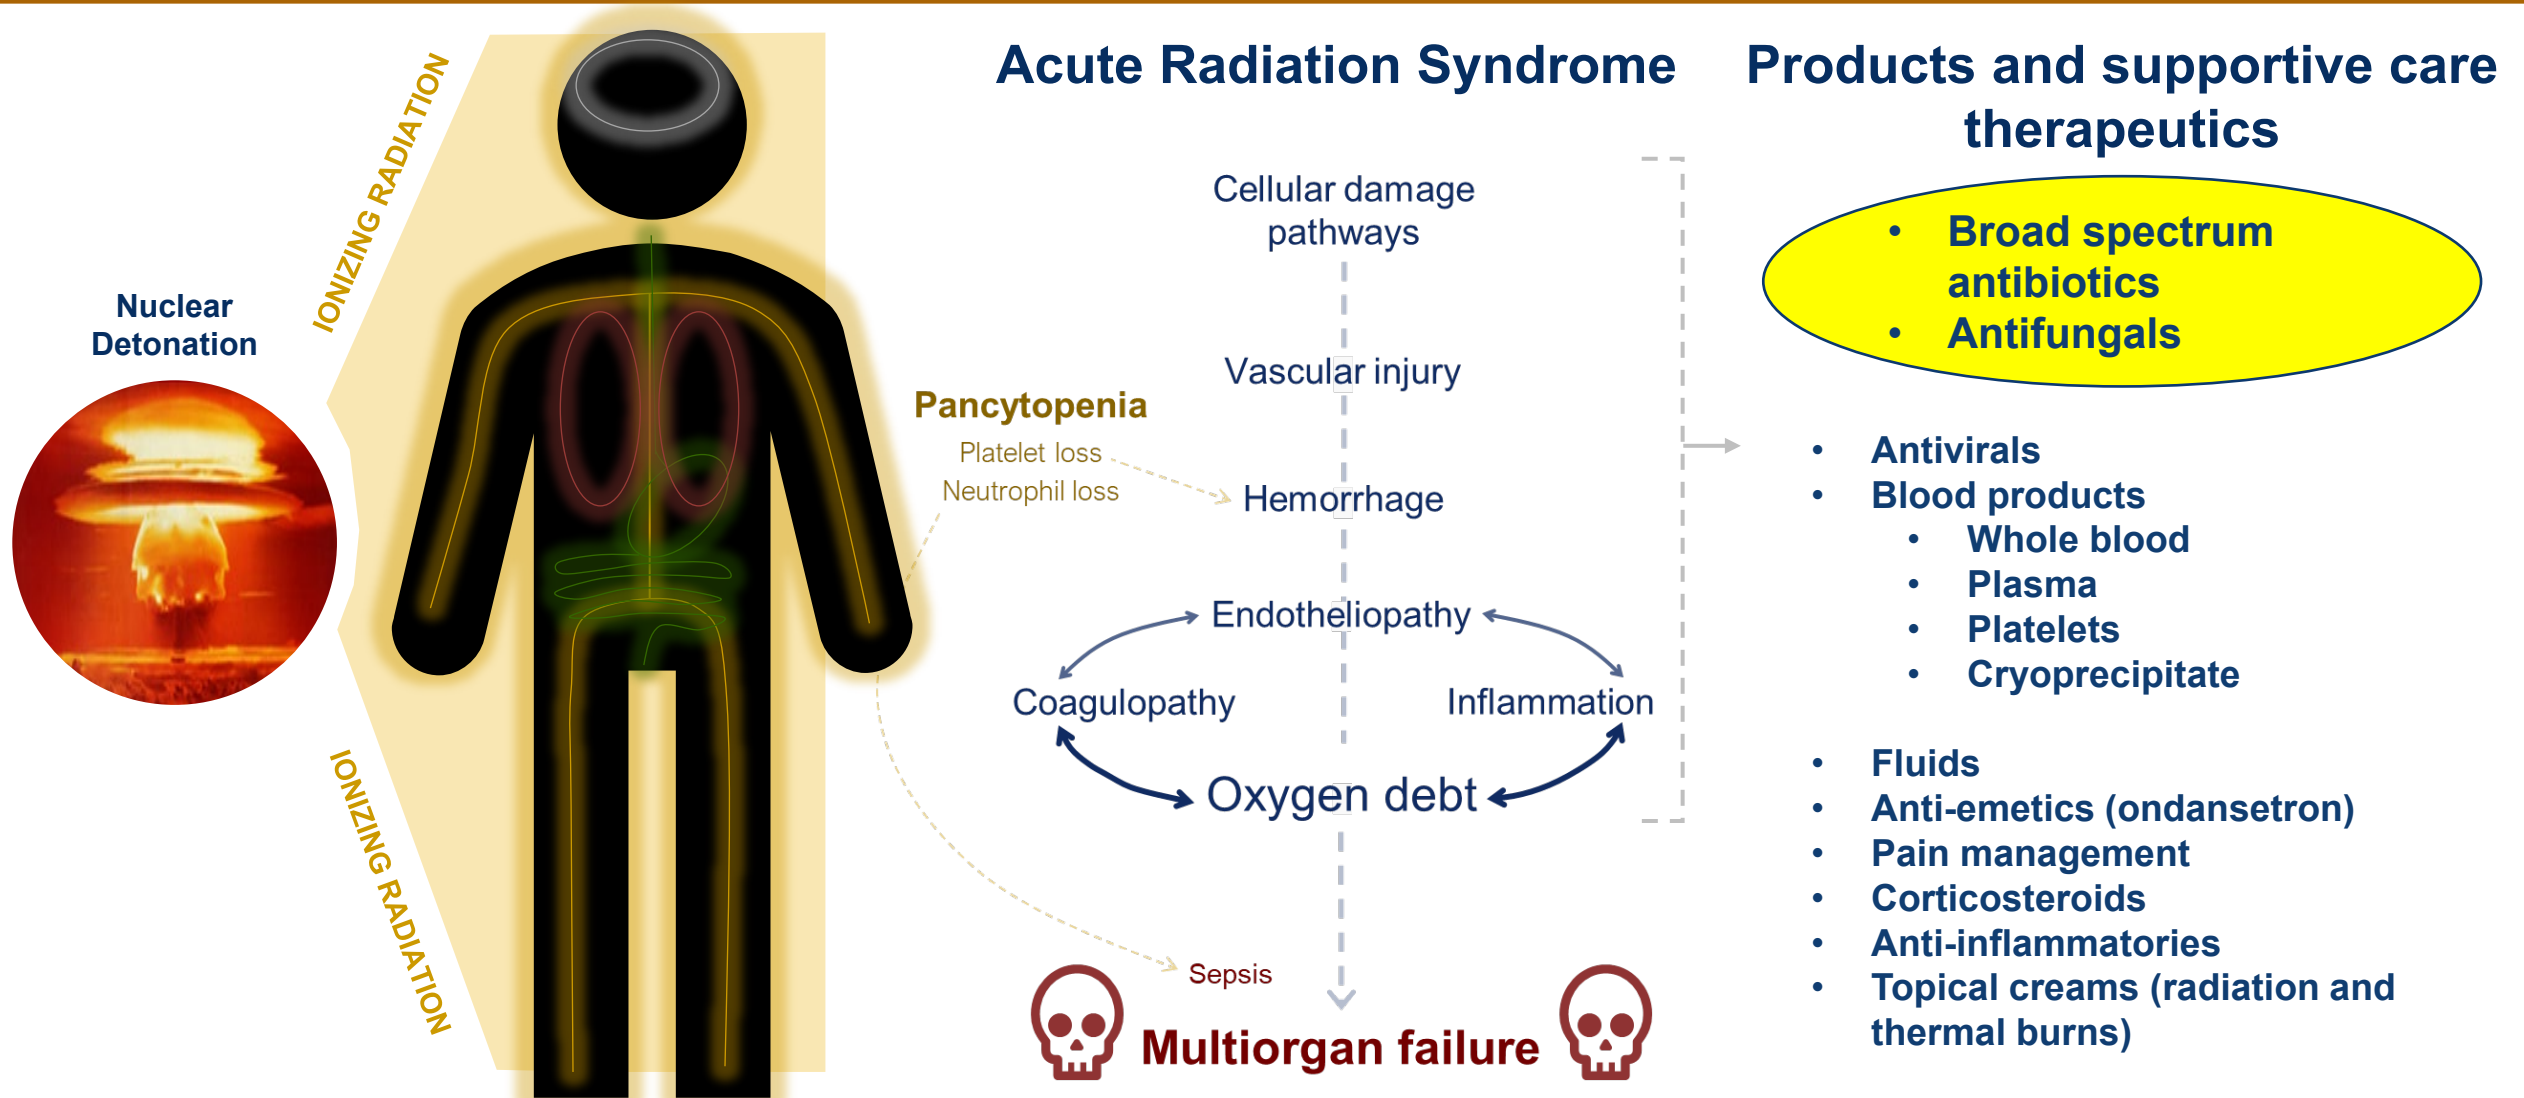 IONIZING RADIATION
Nuclear
Detonation
IONIZING RADIATION
Acute Radiation Syndrome
Cellular damage
pathways
Vascular injury
Pancytopenia
Platelet loss
Neutrophil loss
Hemorrhage
Endotheliopathy
Coagulopathy
Inflammation
Oxygen debt
Sepsis
Multiorgan failure
Products and supportive care
therapeutics
• Broad spectrum
antibiotics
• Antifungals
• Antivirals
• Blood products
• Whole blood
• Plasma
• Platelets
• Cryoprecipitate
• Fluids
• Anti-emetics (ondansetron)
• Pain management
• Corticosteroids
• Anti-inflammatories
• Topical creams (radiation and
thermal burns)